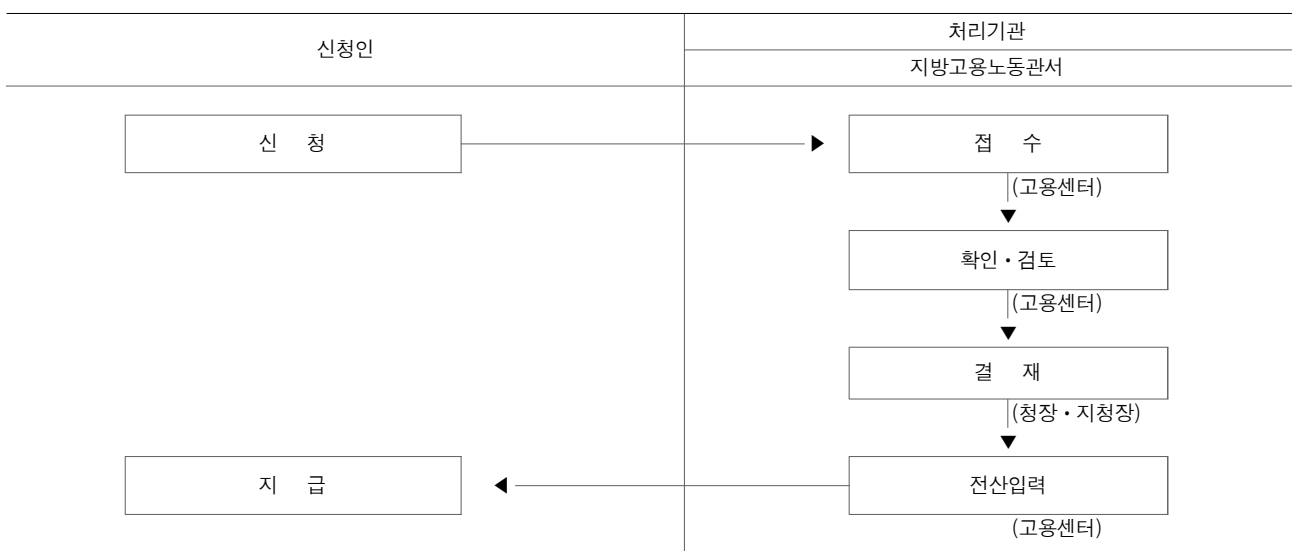 신청인
처리기관
지방고용노동관서
신 청
접 수
(고용센터)
확인・검토
(고용센터)
결 재
(청장・지청장)
지 급
전산입력
(고용센터)